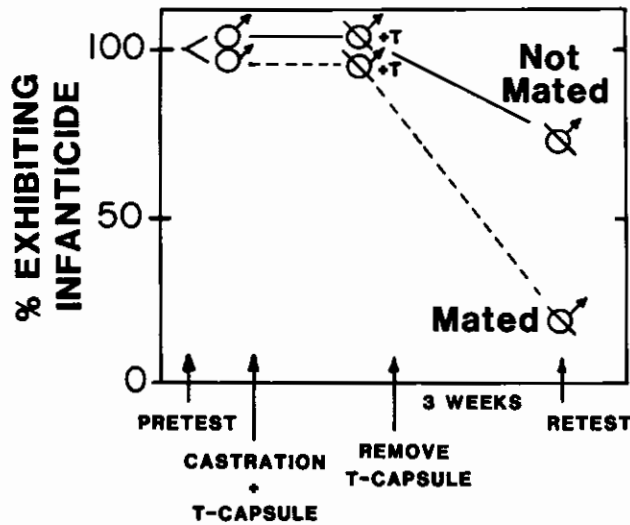 % EXHIBITING
INFANTICIDE
100
50
0
+T
+T
Not
Mated
Mated
3 WEEKS
PRETEST
CASTRATION
+
T-CAPSULE
REMOVE
T-CAPSULE
RETEST